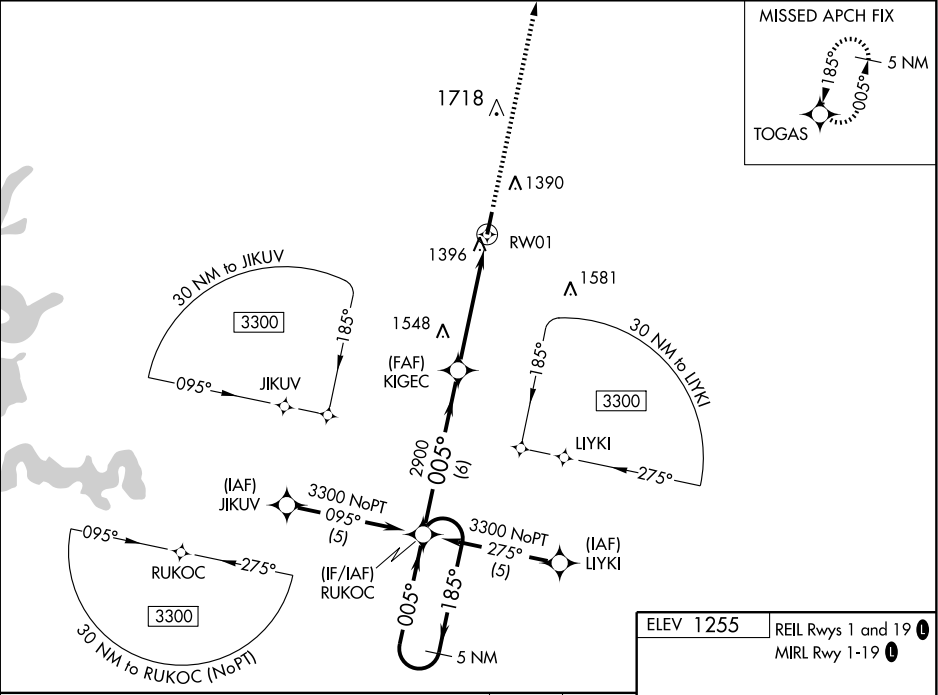 MISSED APCH FIX
185°
005°
5 NM
TOGAS
1718
1390
RW01
1396
1581
30 NM to JIKUV
3300
185°
095°
JIKUV
1548
(FAF)
KIGEC
30 NM to LIYKI
3300
185°
LIYKI
275°
2900
005°
(6)
(IAF)
JIKUV
3300 NoPT
095°
(5)
3300 NoPT
275°
(5)
(IAF)
LIYKI
(IF/IAF)
RUKOC
095°
275°
RUKOC
3300
30 NM to RUKOC (NoPT)
005°
185°
5 NM
ELEV 1255
REIL Rwys 1 and 19 L
MIRL Rwy 1-19 L